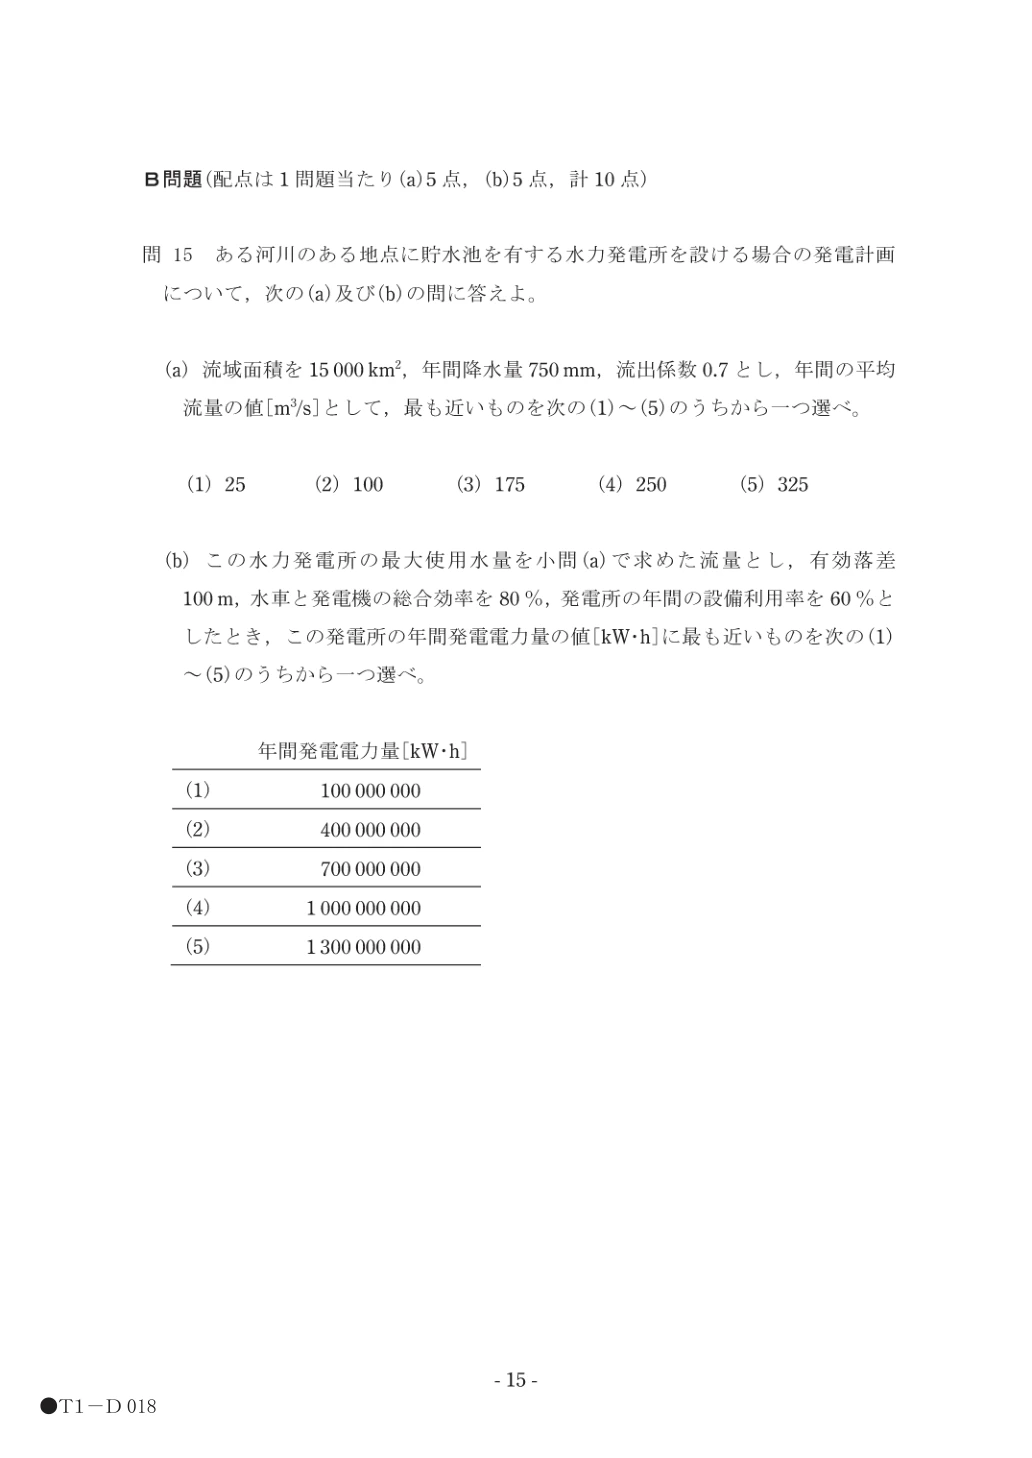 B問題(配点は1問題当たり(a)5点，(b)5点，計10点)
問 15　ある河川のある地点に貯水池を有する水力発電所を設ける場合の発電計画
について，次の(a)及び(b)の問に答えよ。
(a) 流域面積を 15 000 km²，年間降水量 750 mm，流出係数 0.7 とし，年間の平均
流量の値[m³/s]として，最も近いものを次の(1)～(5)のうちから一つ選べ。
(1) 25　(2) 100　(3) 175　(4) 250　(5) 325
(b) この水力発電所の最大使用水量を小問(a)で求めた流量とし，有効落差
100 m，水車と発電機の総合効率を 80 %，発電所の年間の設備利用率を 60 %と
したとき，この発電所の年間発電電力量の値[kW・h]に最も近いものを次の(1)
～(5)のうちから一つ選べ。
年間発電電力量[kW・h]
(1) 100 000 000
(2) 400 000 000
(3) 700 000 000
(4) 1 000 000 000
(5) 1 300 000 000
- 15 -
●T1－D 018